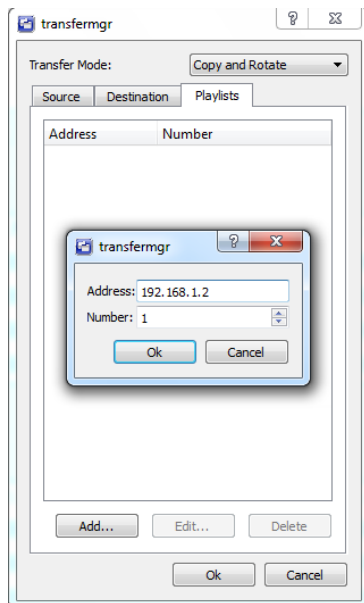 transfermgr
Transfer Mode: Copy and Rotate
Source Destination Playlists
Address Number
transfermgr
Address: 192.168.1.2
Number: 1
Ok Cancel
Add... Edit... Delete
Ok Cancel